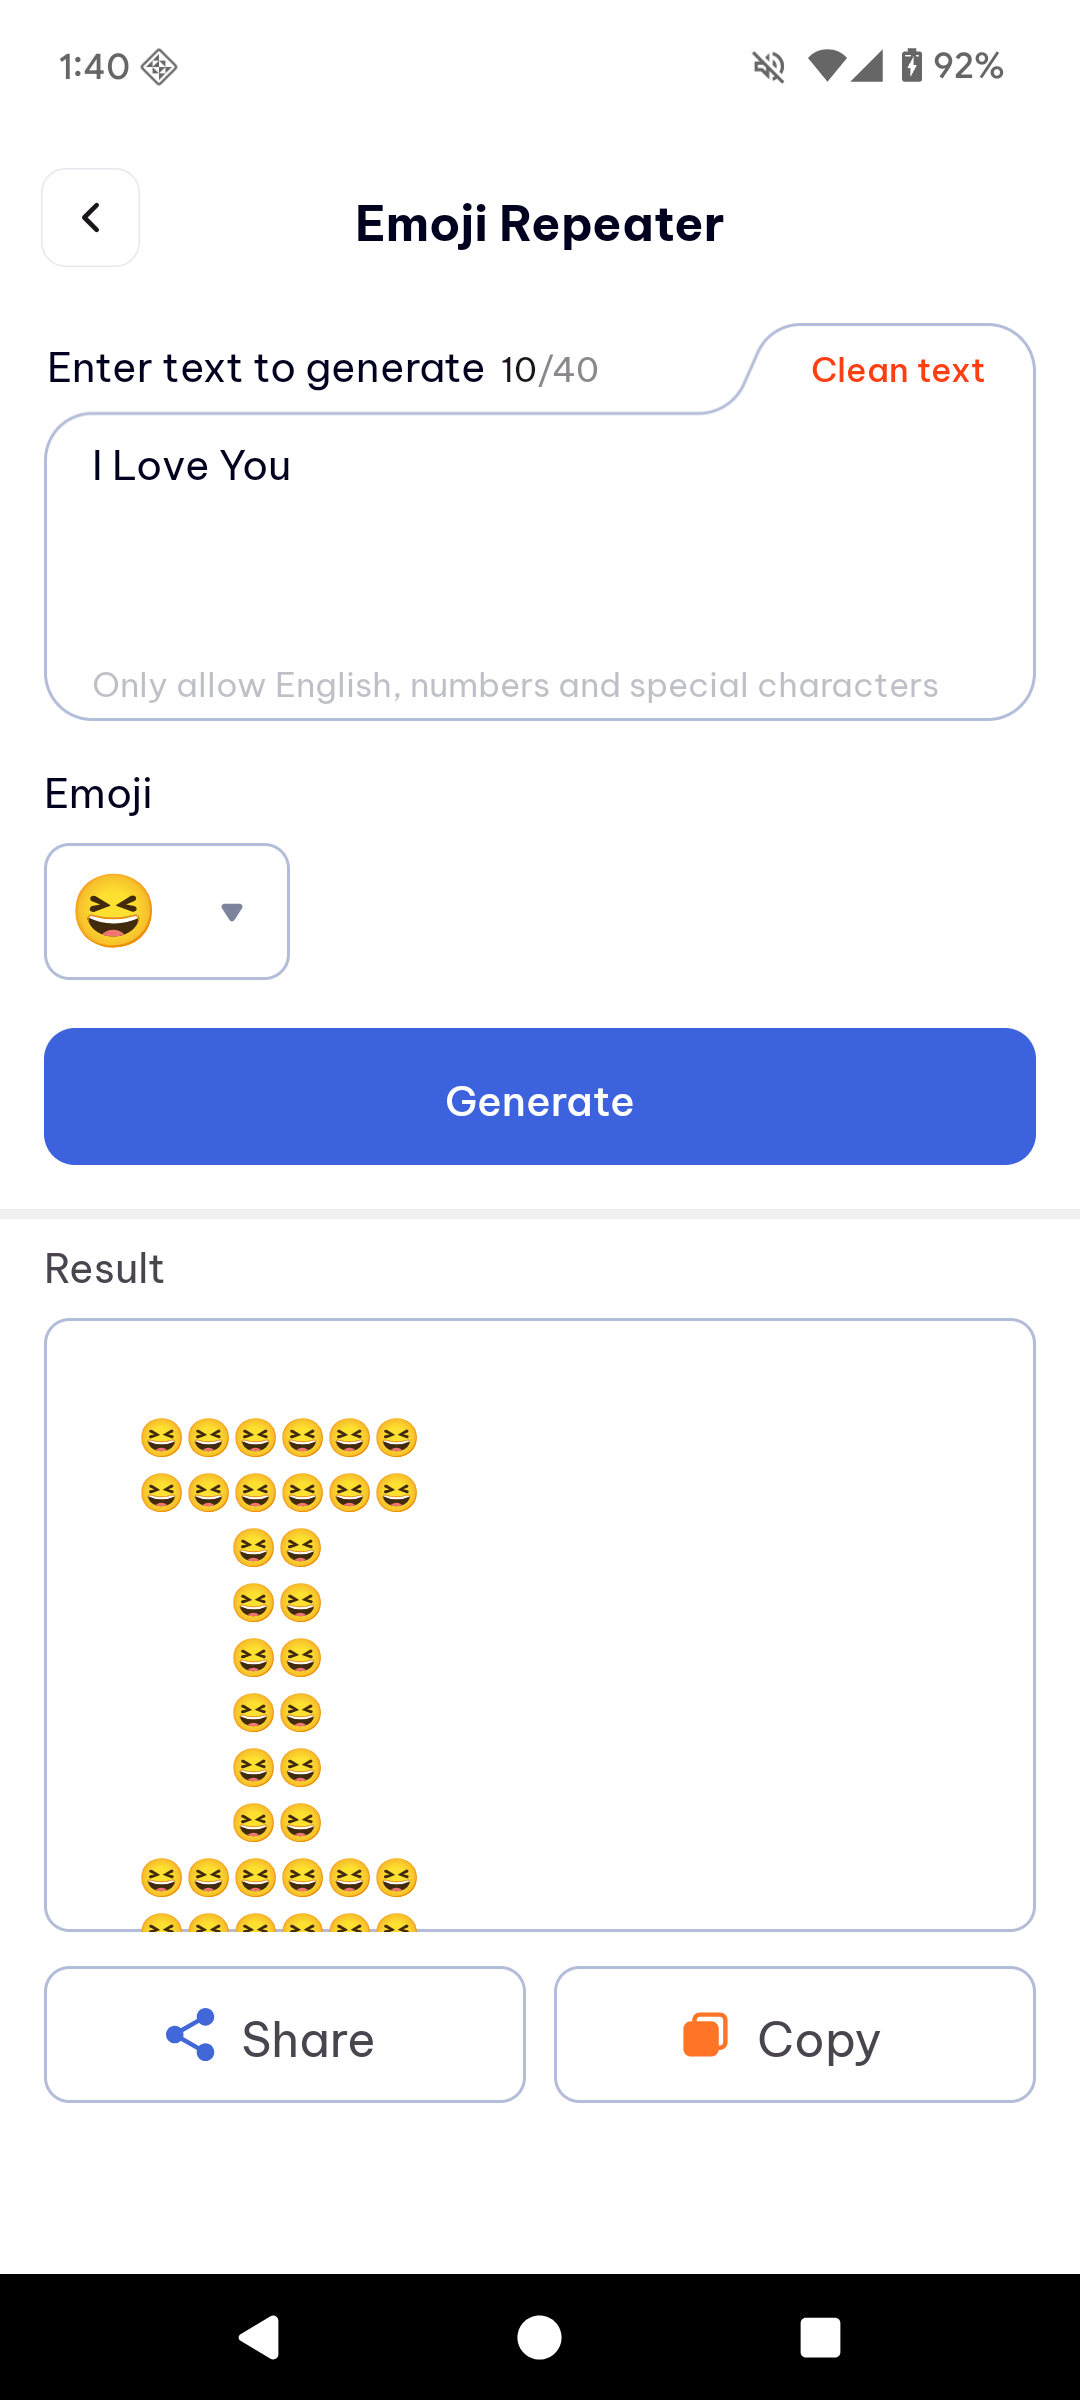 1:40 92%
Emoji Repeater
Enter text to generate 10/40
Clean text
I Love You
Only allow English, numbers and special characters
Emoji
Generate
Result
Share
Copy